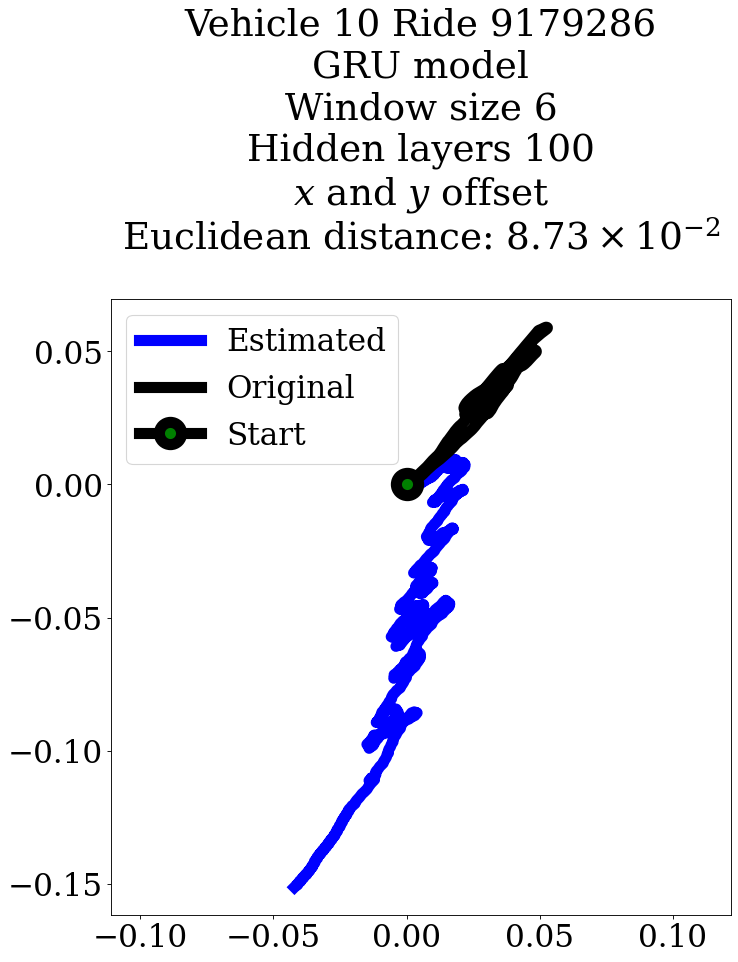 Vehicle 10 Ride 9179286
GRU model
Window size 6
Hidden layers 100
x and y offset
Euclidean distance: 8.73 × 10⁻²
Estimated
Original
Start
0.05
0.00
−0.05
−0.10
−0.15
−0.10 −0.05 0.00 0.05 0.10